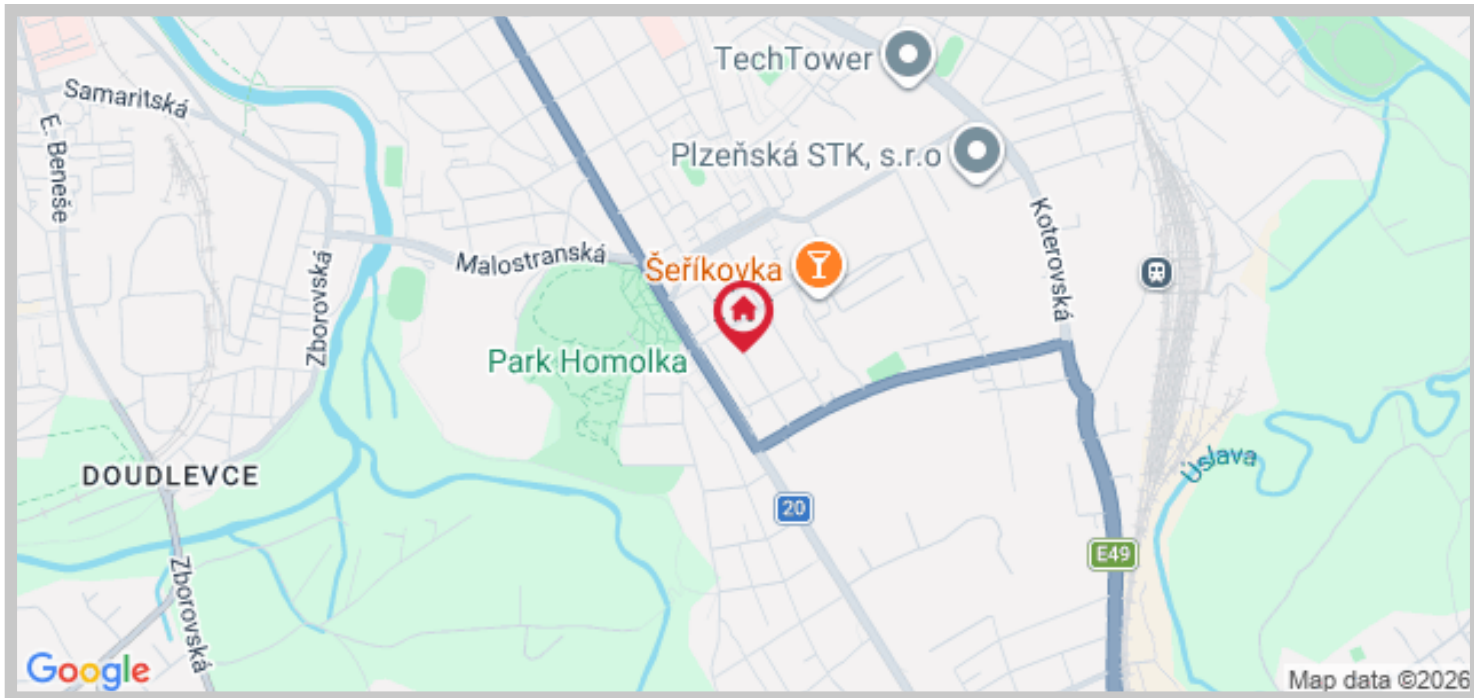 TechTower
Samaritská
E. Beneše
Plzeňská STK, s.r.o
Koterovská
Malostranská
Šeříkovka
Zborovská
Park Homolka
DOUDLEVCE
Úslava
20
E49
Zborovská
Google
Map data ©2026